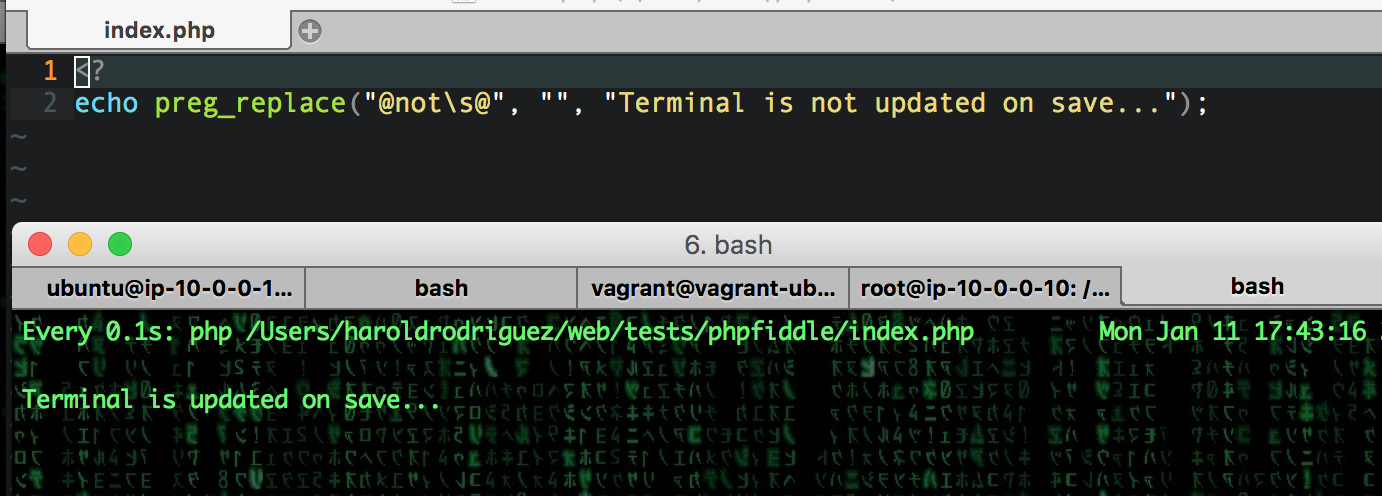 index.php
1 <?
2 echo preg_replace("@not\s@", "", "Terminal is not updated on save...");
~
~
~
6. bash
ubuntu@ip-10-0-0-1... bash vagrant@vagrant-ub... root@ip-10-0-0-10: /... bash
Every 0.1s: php /Users/haroldrodriguez/web/tests/phpfiddle/index.php Mon Jan 11 17:43:16
Terminal is updated on save...